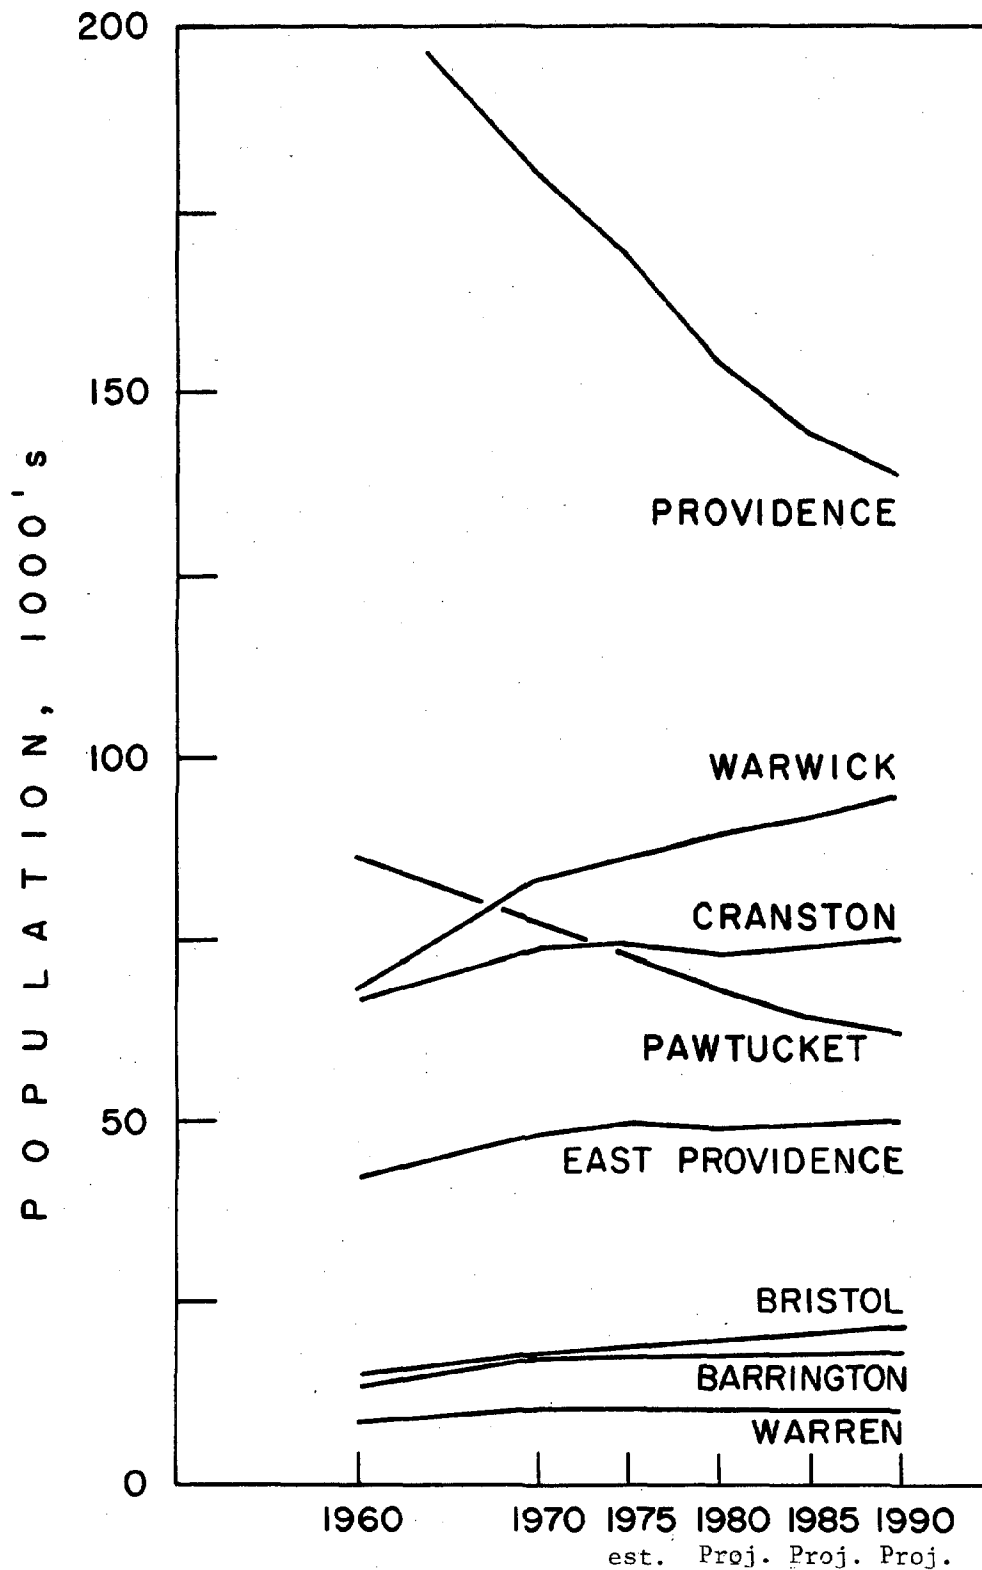 200
150
PROVIDENCE
POPULATION, 1000's
100
WARWICK
CRANSTON
PAWTUCKET
50
EAST PROVIDENCE
BRISTOL
BARRINGTON
WARREN
0
1960 1970 1975 1980 1985 1990
est. Proj. Proj. Proj.